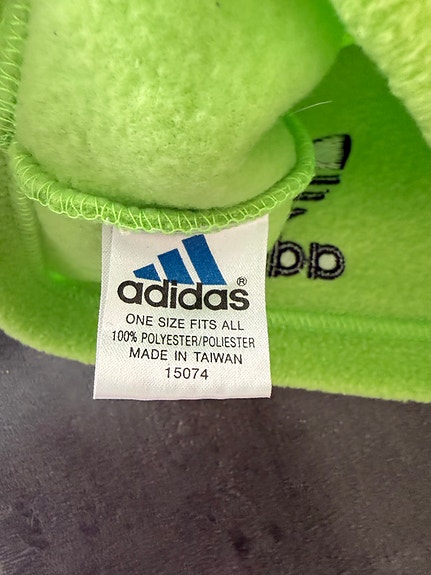 adidas®
ONE SIZE FITS ALL
100% POLYESTER/POLIESTER
MADE IN TAIWAN
15074